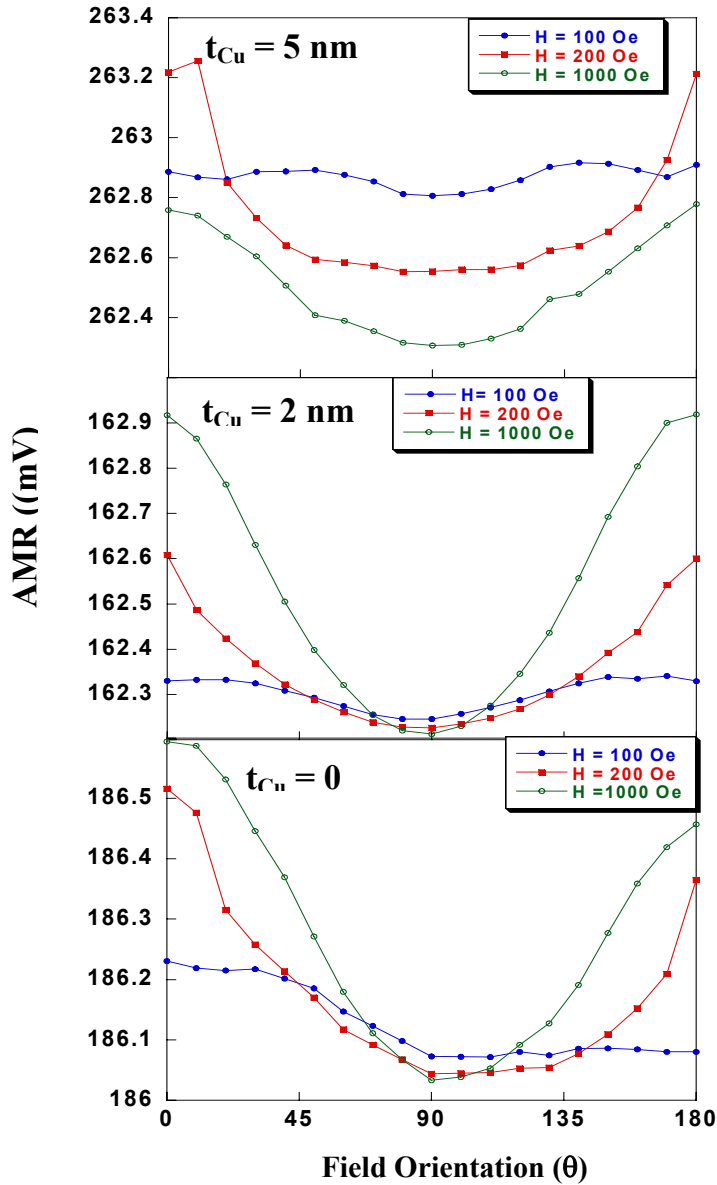 263.4
263.2
263
262.8
262.6
262.4
t_Cu = 5 nm
H = 100 Oe
H = 200 Oe
H = 1000 Oe
AMR ((mV)
162.9
162.8
162.7
162.6
162.5
162.4
162.3
t_Cu = 2 nm
H= 100 Oe
H = 200 Oe
H = 1000 Oe
186.5
186.4
186.3
186.2
186.1
186
t_Cu = 0
H = 100 Oe
H = 200 Oe
H =1000 Oe
0 45 90 135 180
Field Orientation (θ)